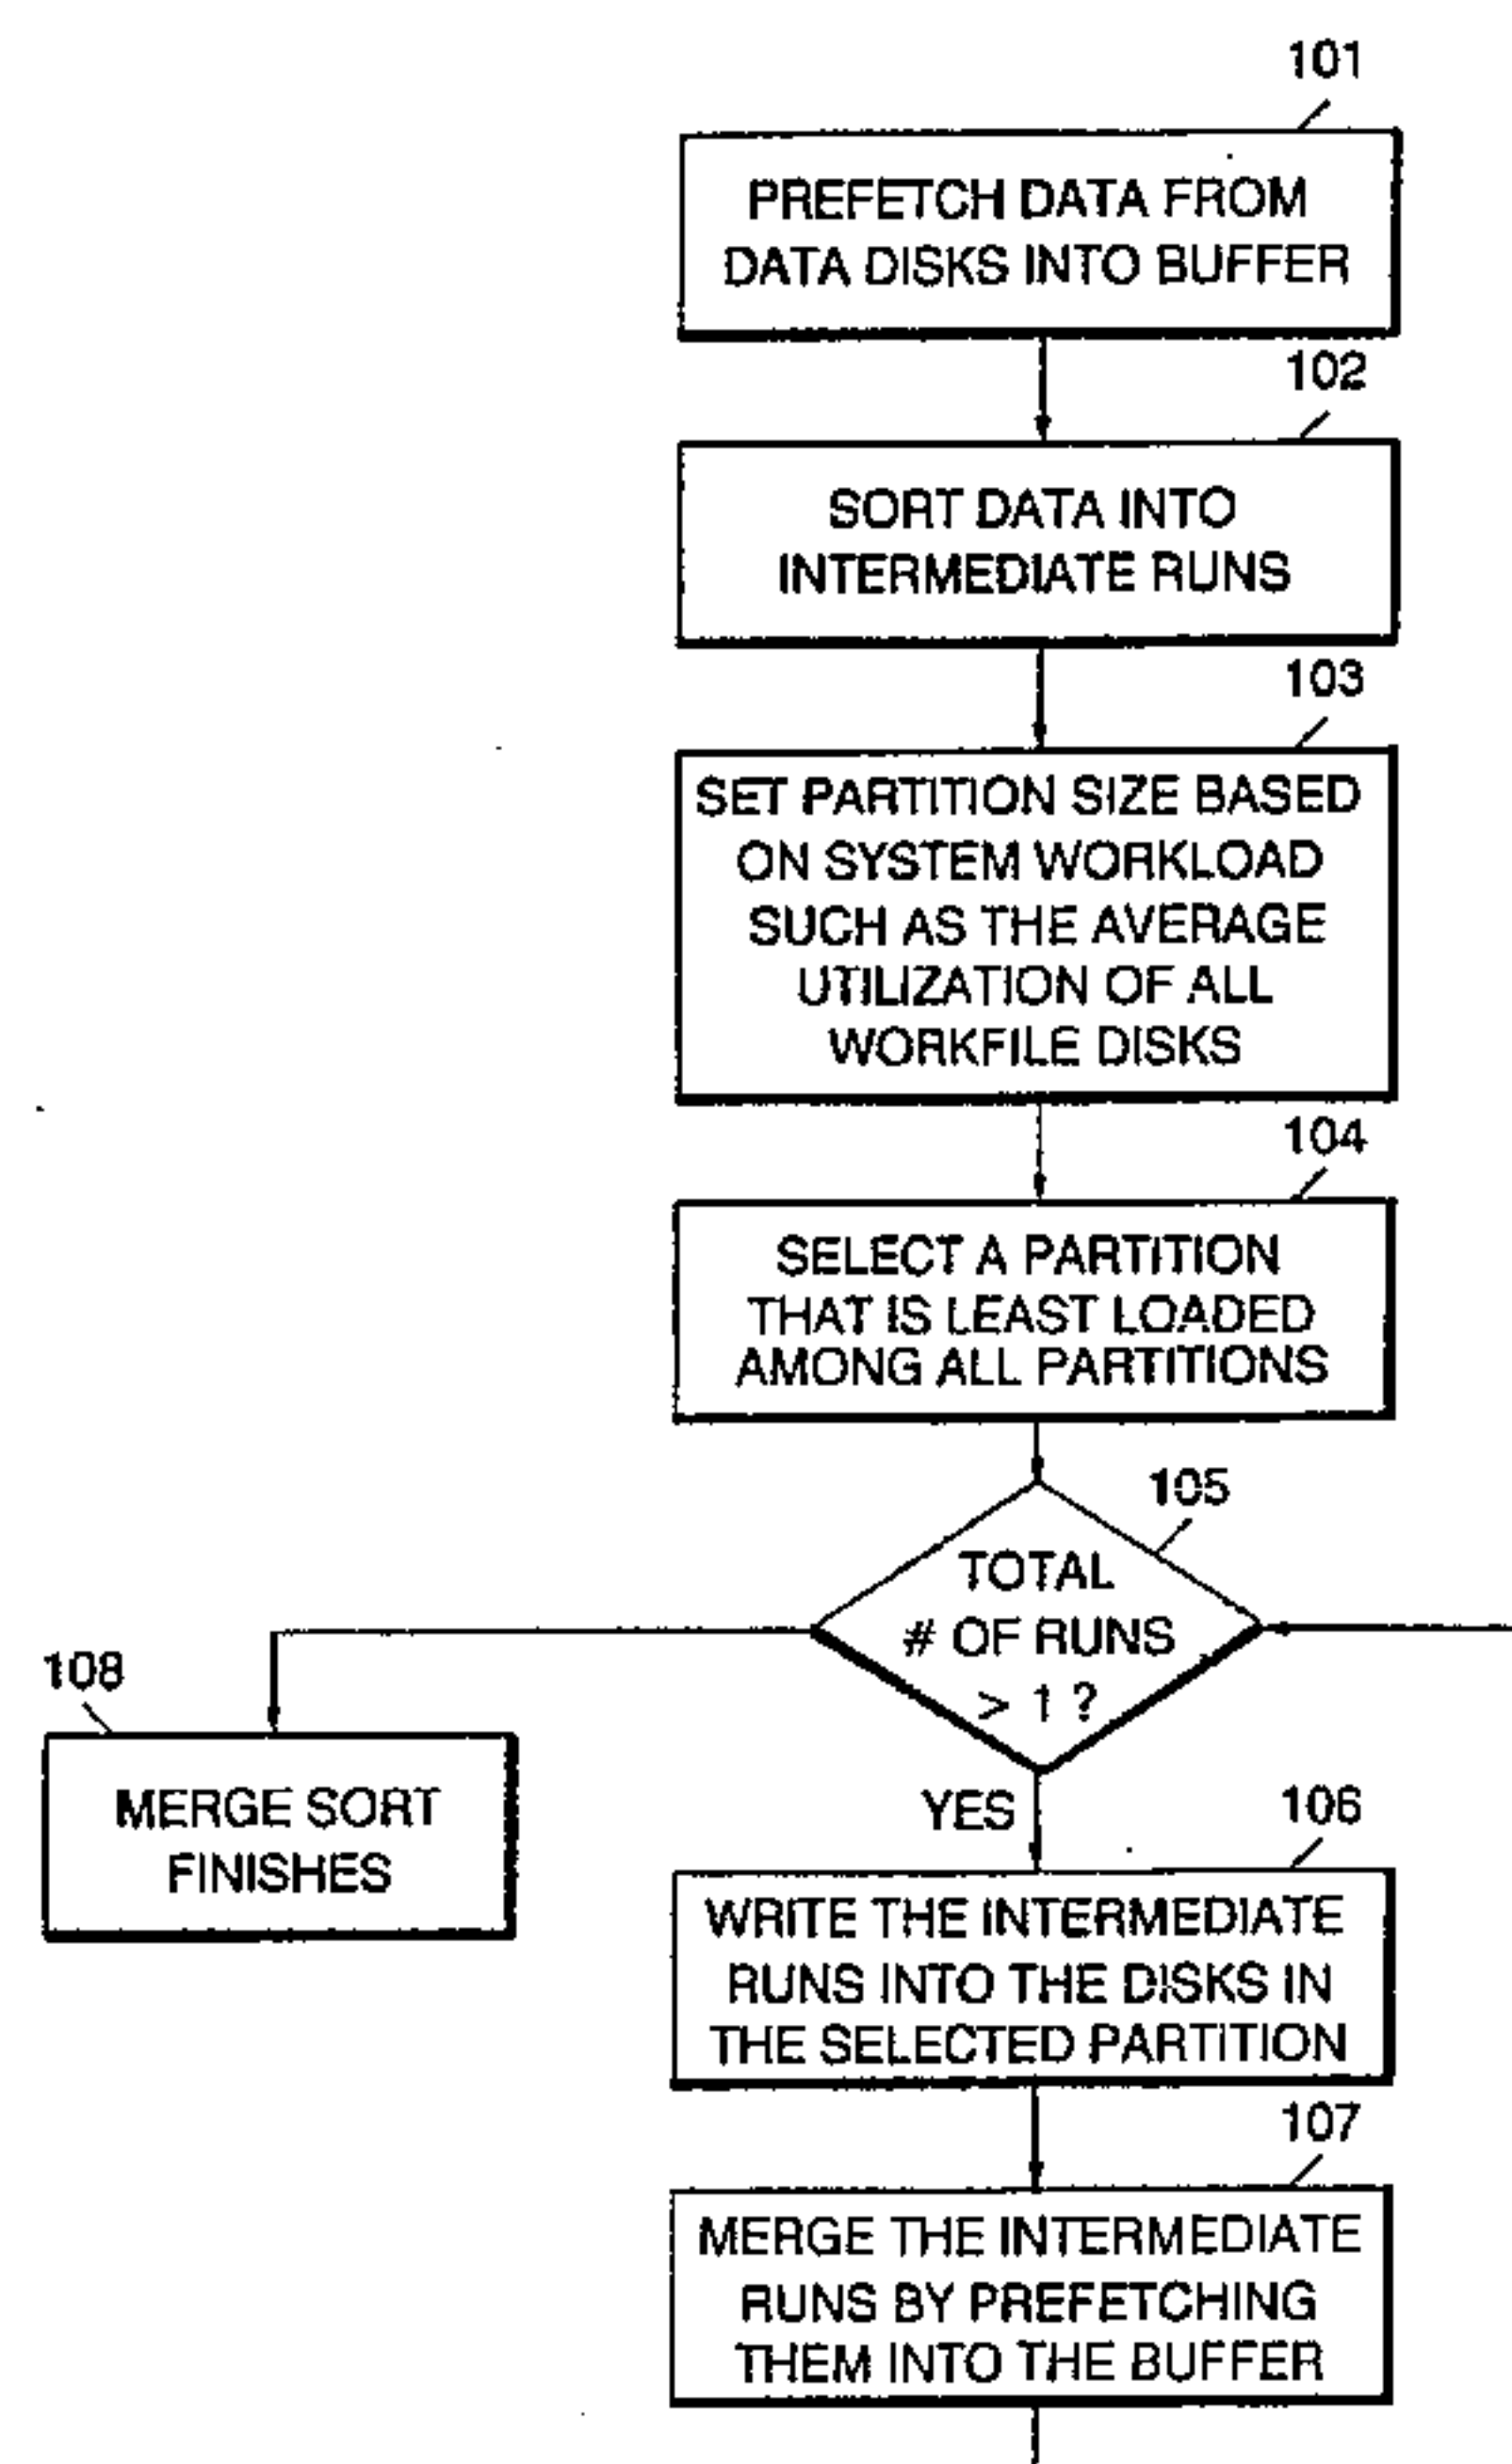 101
PREFETCH DATA FROM
DATA DISKS INTO BUFFER
102
SORT DATA INTO
INTERMEDIATE RUNS
103
SET PARTITION SIZE BASED
ON SYSTEM WORKLOAD
SUCH AS THE AVERAGE
UTILIZATION OF ALL
WORKFILE DISKS
104
SELECT A PARTITION
THAT IS LEAST LOADED
AMONG ALL PARTITIONS
105
TOTAL
# OF RUNS
> 1 ?
108
MERGE SORT
FINISHES
YES
106
WRITE THE INTERMEDIATE
RUNS INTO THE DISKS IN
THE SELECTED PARTITION
107
MERGE THE INTERMEDIATE
RUNS BY PREFETCHING
THEM INTO THE BUFFER